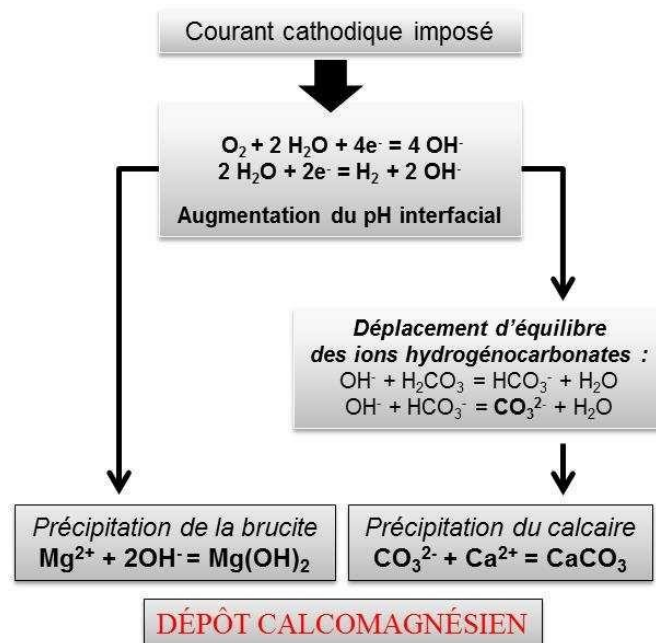 Courant cathodique imposé
O₂ + 2 H₂O + 4e⁻ = 4 OH⁻
2 H₂O + 2e⁻ = H₂ + 2 OH⁻
Augmentation du pH interfacial
Déplacement d'équilibre
des ions hydrogénocarbonates :
OH⁻ + H₂CO₃ = HCO₃⁻ + H₂O
OH⁻ + HCO₃⁻ = CO₃²⁻ + H₂O
Précipitation de la brucite
Mg²⁺ + 2OH⁻ = Mg(OH)₂
Précipitation du calcaire
CO₃²⁻ + Ca²⁺ = CaCO₃
DÉPÔT CALCOMAGNÉSIEN